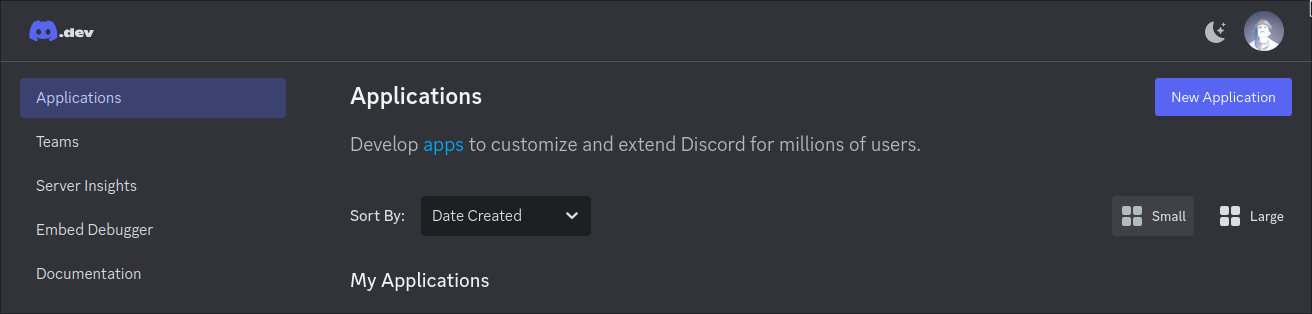 .dev
Applications
Teams
Server Insights
Embed Debugger
Documentation
Applications
New Application
Develop apps to customize and extend Discord for millions of users.
Sort By: Date Created
Small Large
My Applications